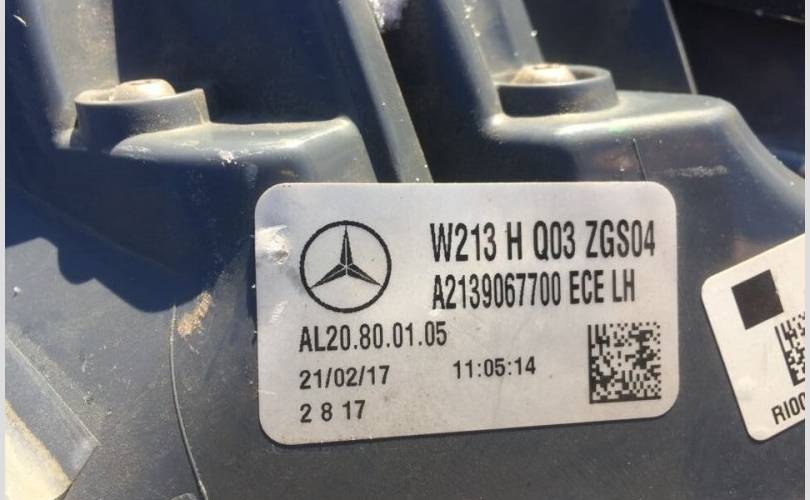 W213 H Q03 ZGS04
A2139067700 ECE LH
AL20.80.01.05
21/02/17 11:05:14
2 8 17